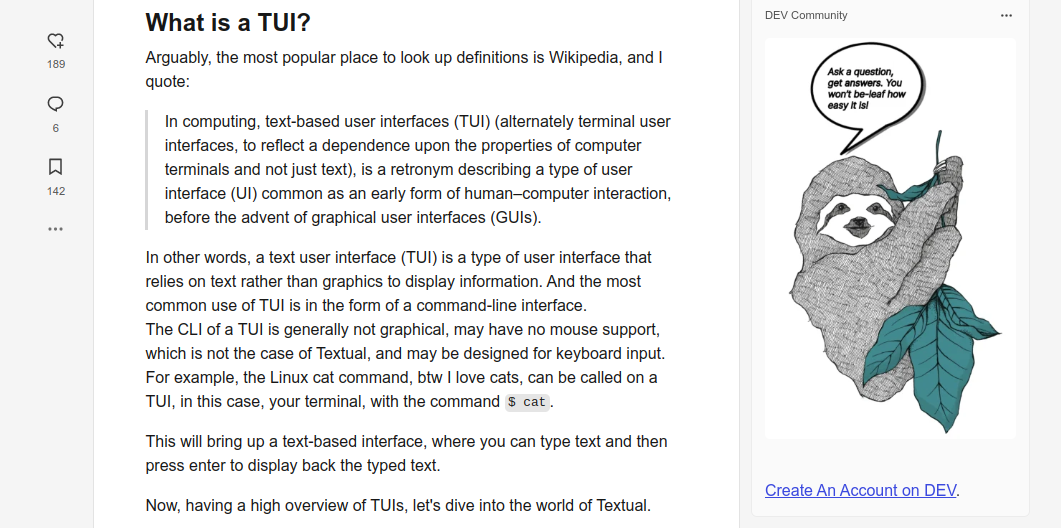 What is a TUI?
Arguably, the most popular place to look up definitions is Wikipedia, and I
quote:
In computing, text-based user interfaces (TUI) (alternately terminal user
interfaces, to reflect a dependence upon the properties of computer
terminals and not just text), is a retronym describing a type of user
interface (UI) common as an early form of human–computer interaction,
before the advent of graphical user interfaces (GUIs).
In other words, a text user interface (TUI) is a type of user interface that
relies on text rather than graphics to display information. And the most
common use of TUI is in the form of a command-line interface.
The CLI of a TUI is generally not graphical, may have no mouse support,
which is not the case of Textual, and may be designed for keyboard input.
For example, the Linux cat command, btw I love cats, can be called on a
TUI, in this case, your terminal, with the command $ cat.
This will bring up a text-based interface, where you can type text and then
press enter to display back the typed text.
Now, having a high overview of TUIs, let's dive into the world of Textual.
189
6
142
DEV Community
Ask a question,
get answers. You
won't be-leaf how
easy it is!
Create An Account on DEV.